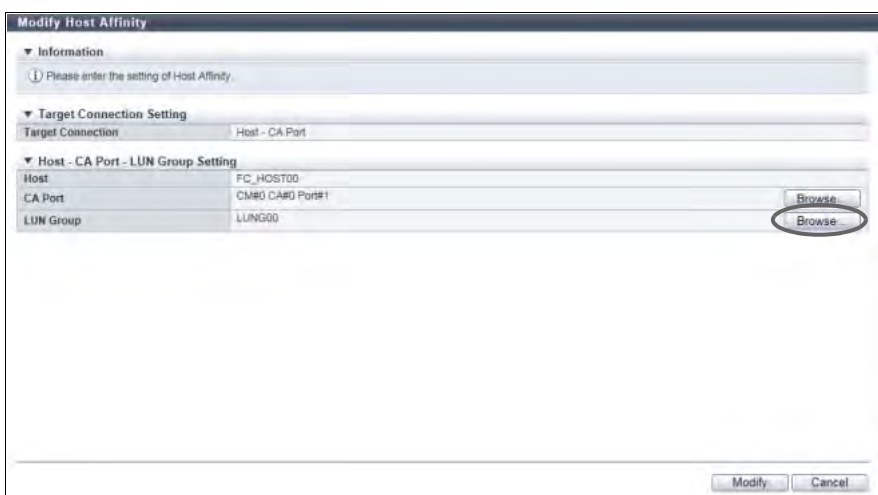 Modify Host Affinity
Information
Please enter the setting of Host Affinity.
Target Connection Setting
Target Connection Host - CA Port
Host - CA Port - LUN Group Setting
Host FC_HOST00
CA Port CM#0 CA#0 Port#1 Browse...
LUN Group LUNG00 Browse...
Modify Cancel